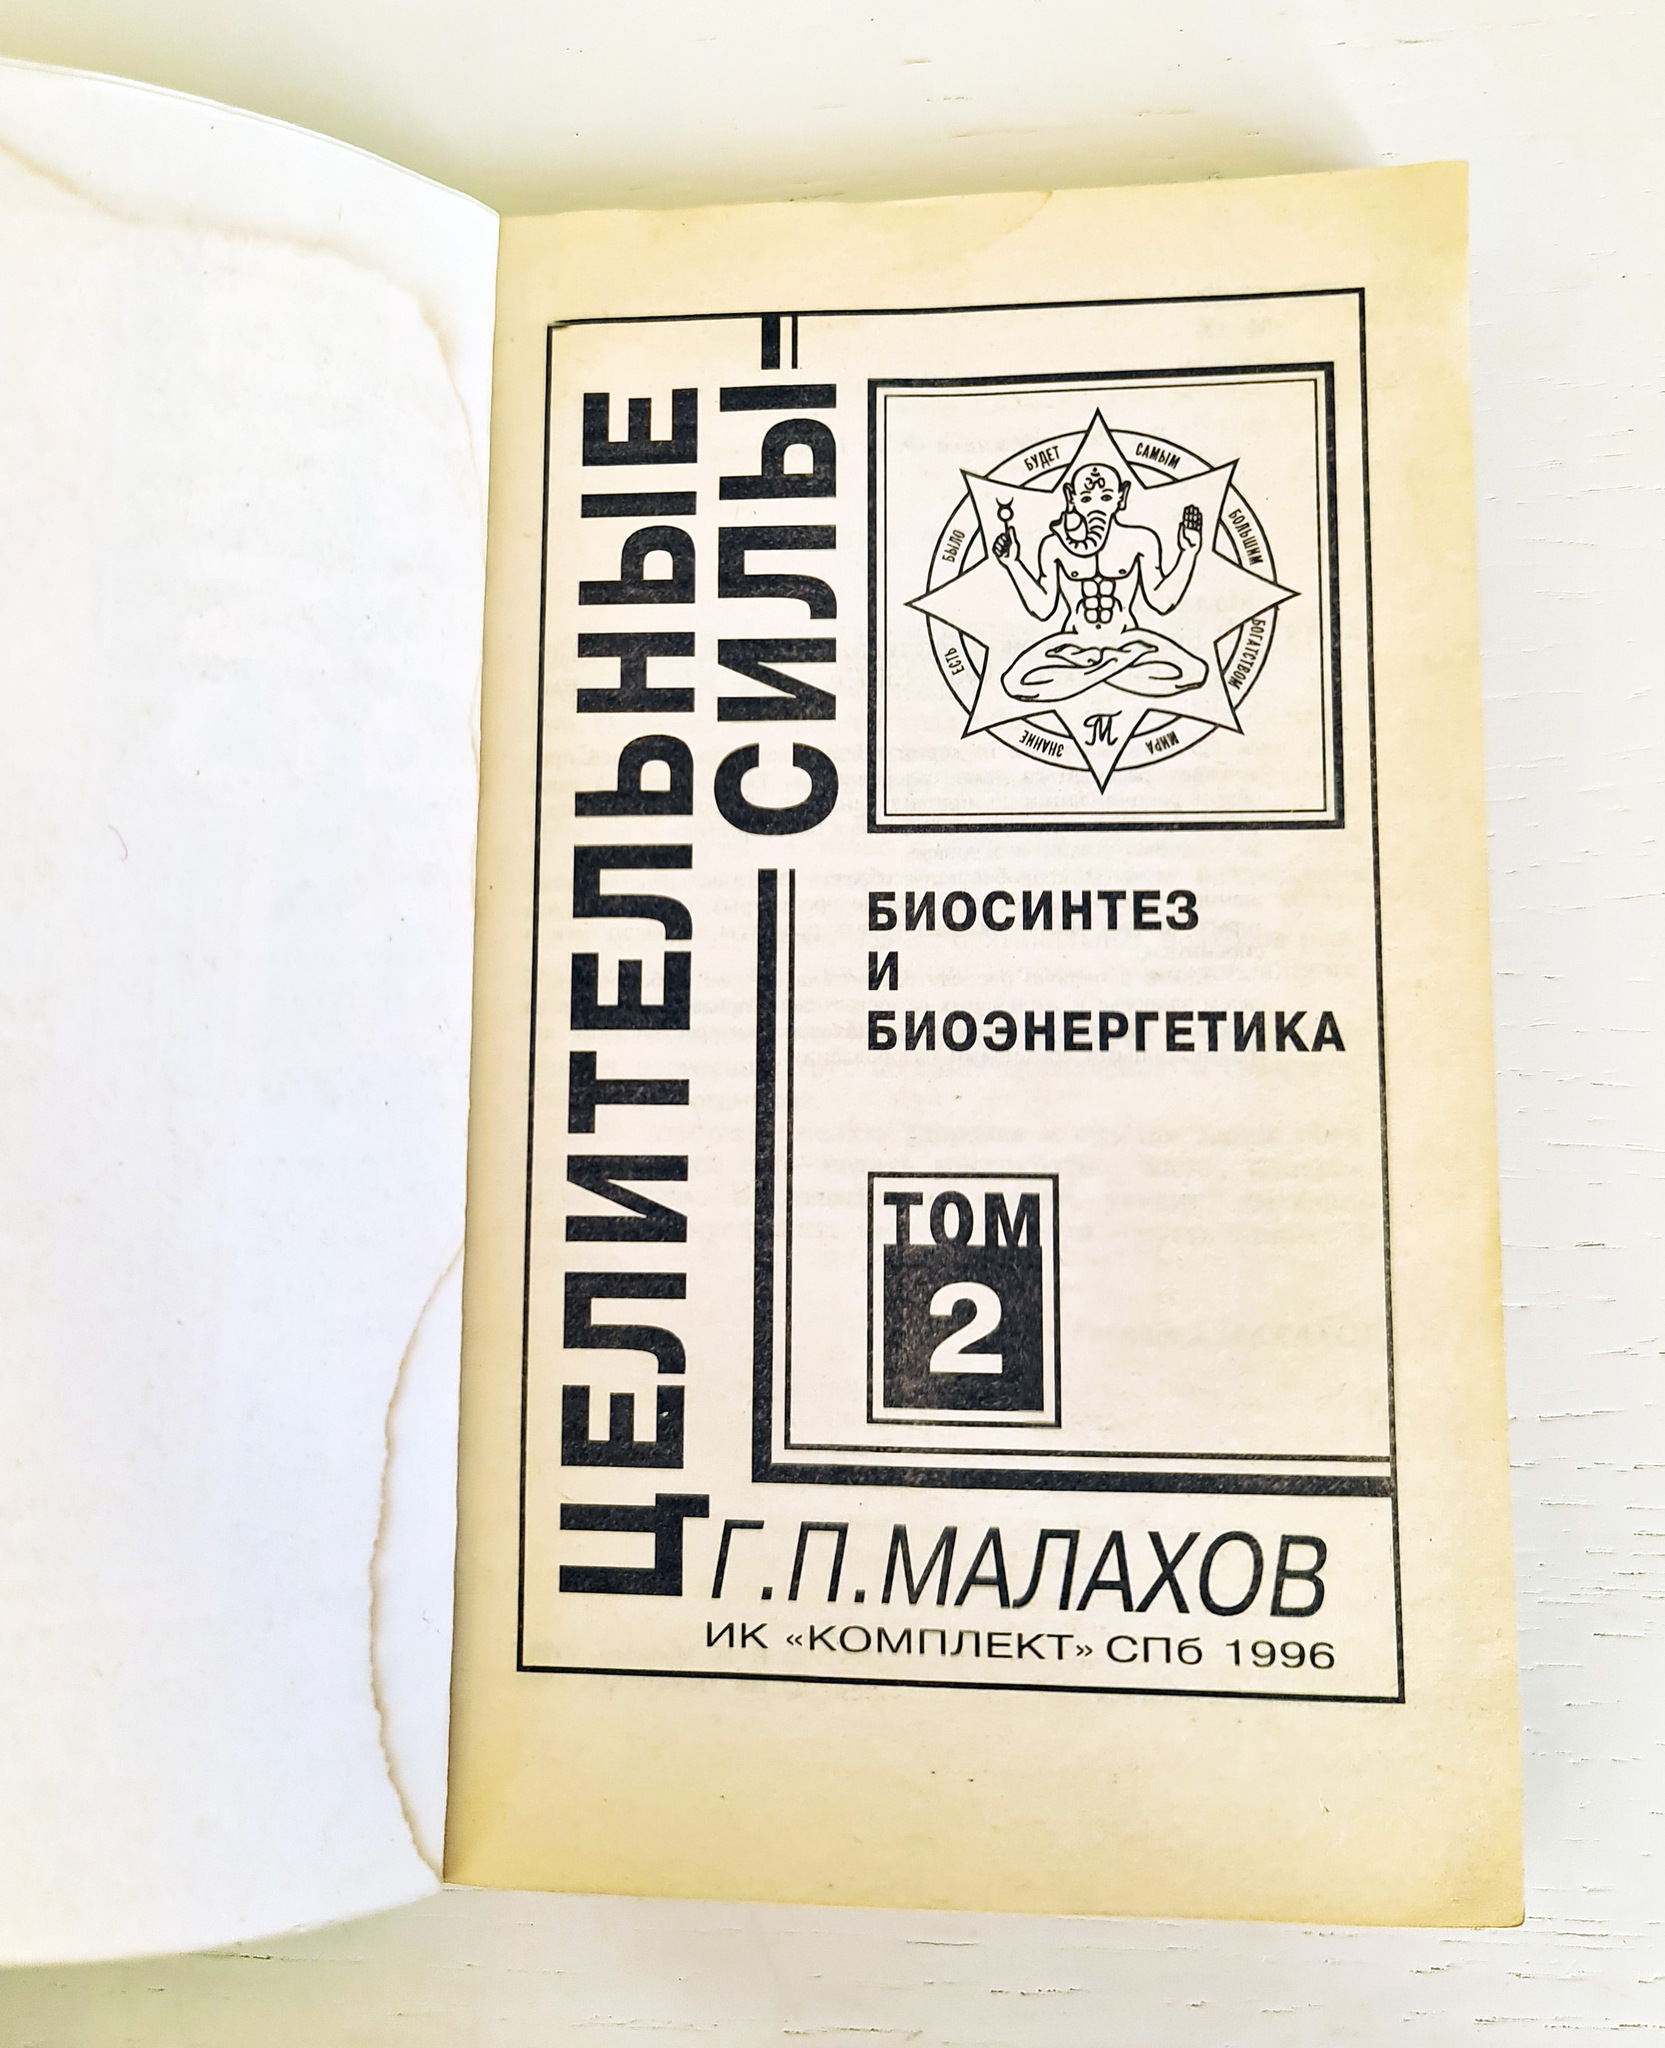 ЦЕЛИТЕЛЬНЫЕ
СИЛЫ
БЫЛО
БУДЕТ
САМЫМ
БОЛЬШИМ
БОГАТСТВОМ
МИРА
ЗНАНИЕ
ЕСТЬ
М
БИОСИНТЕЗ
И
БИОЭНЕРГЕТИКА
ТОМ
2
Г.П.МАЛАХОВ
ИК «КОМПЛЕКТ» СПб 1996